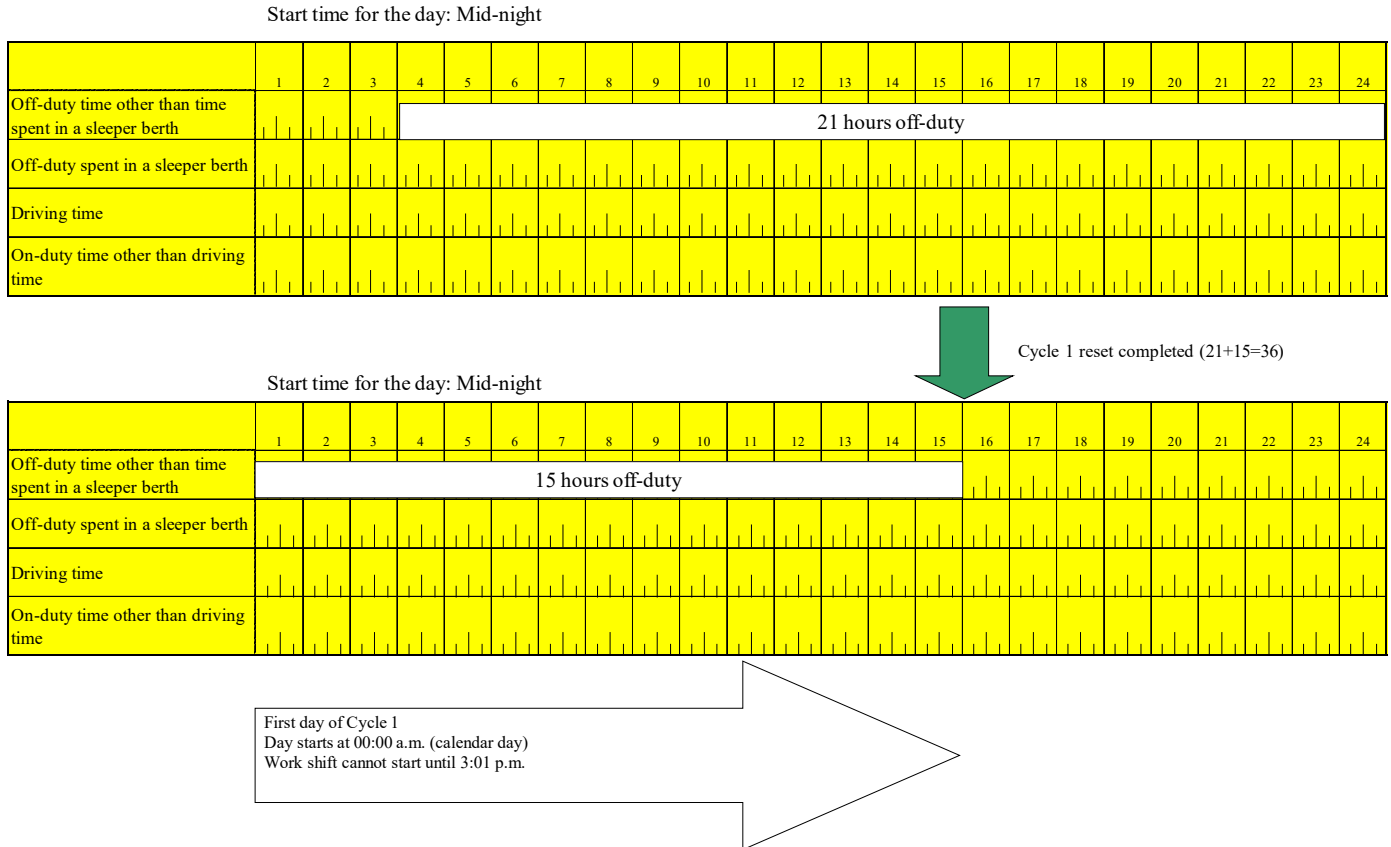 Start time for the day: Mid-night
1 2 3 4 5 6 7 8 9 10 11 12 13 14 15 16 17 18 19 20 21 22 23 24
Off-duty time other than time
spent in a sleeper berth
21 hours off-duty
Off-duty spent in a sleeper berth
Driving time
On-duty time other than driving
time
Cycle 1 reset completed (21+15=36)
Start time for the day: Mid-night
1 2 3 4 5 6 7 8 9 10 11 12 13 14 15 16 17 18 19 20 21 22 23 24
Off-duty time other than time
spent in a sleeper berth
15 hours off-duty
Off-duty spent in a sleeper berth
Driving time
On-duty time other than driving
time
First day of Cycle 1
Day starts at 00:00 a.m. (calendar day)
Work shift cannot start until 3:01 p.m.